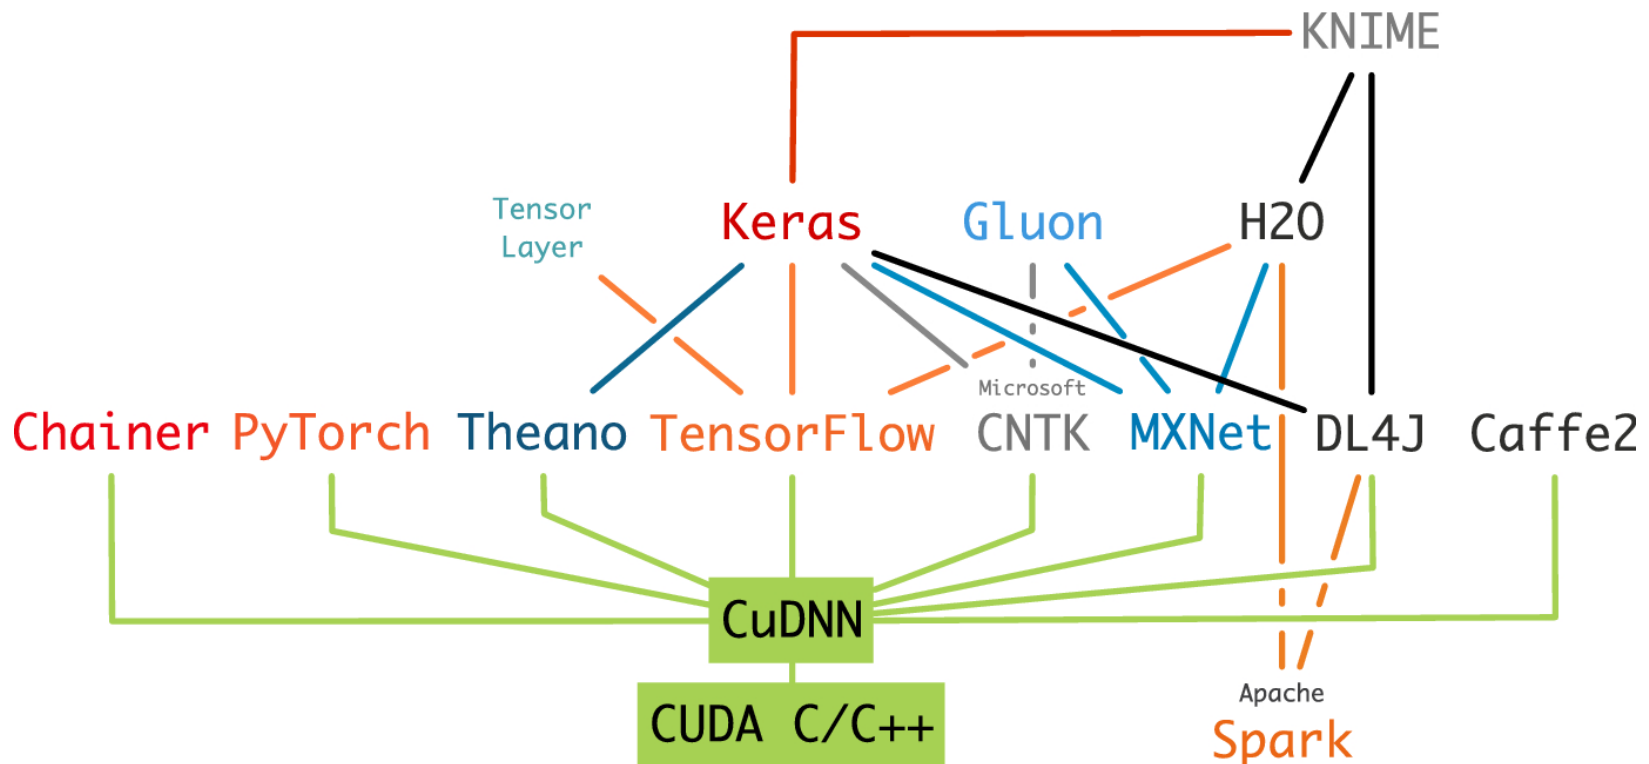 KNIME
Tensor
Layer
Keras
Gluon
H2O
Microsoft
Chainer
PyTorch
Theano
TensorFlow
CNTK
MXNet
DL4J
Caffe2
CuDNN
CUDA C/C++
Apache
Spark